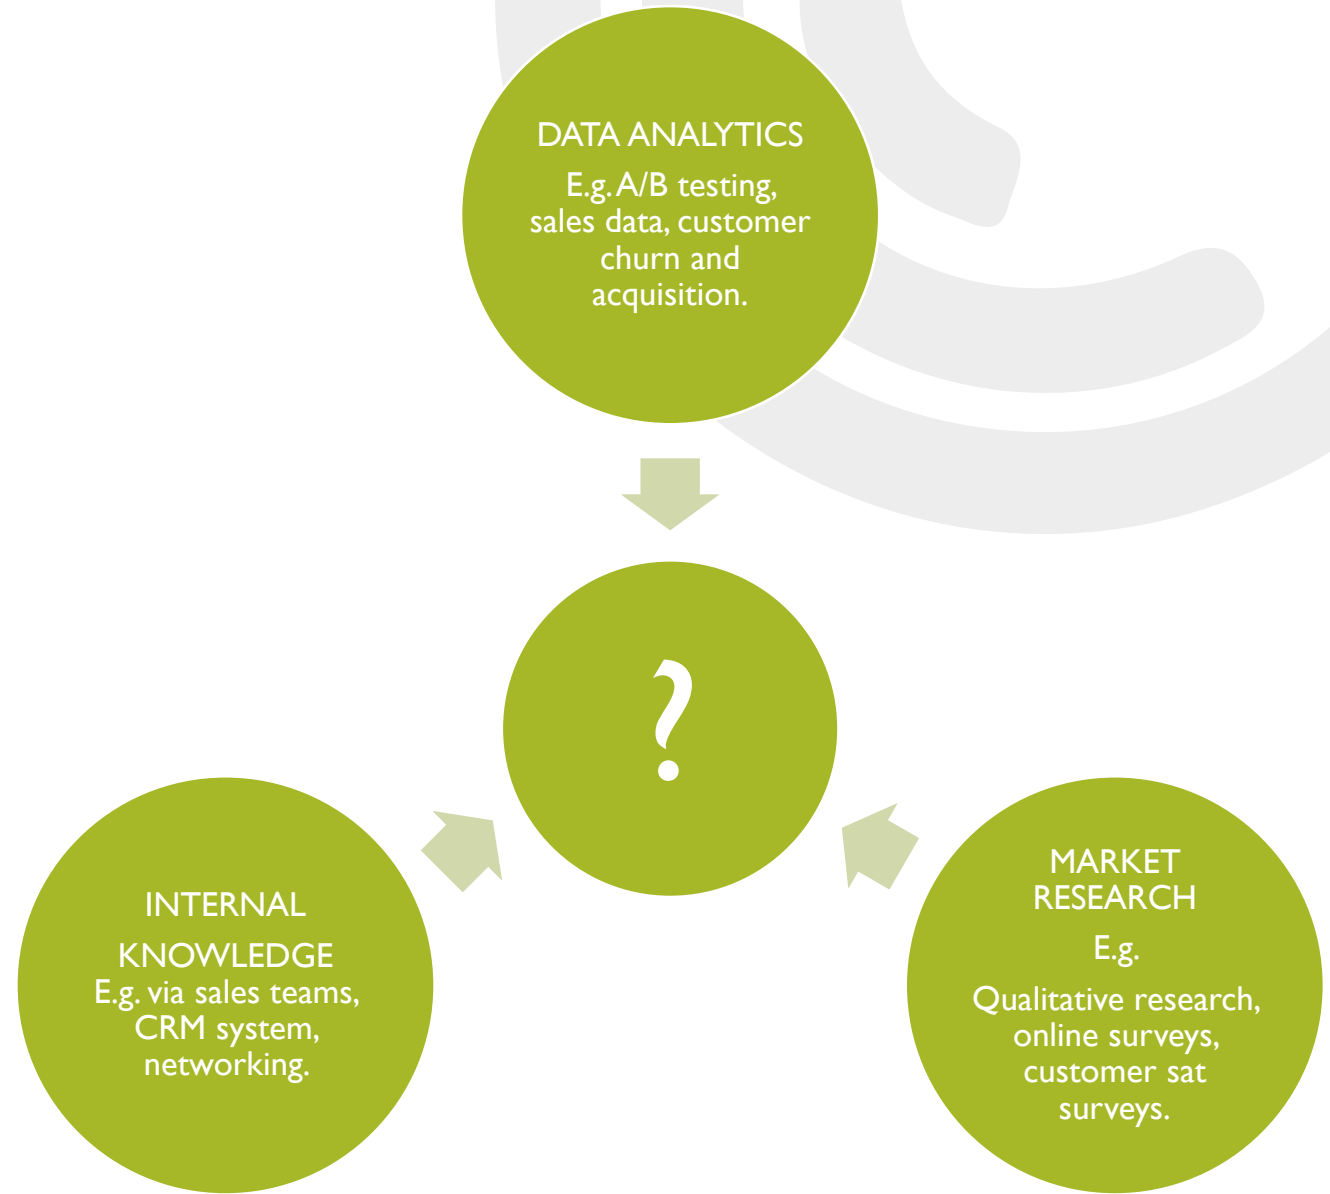 DATA ANALYTICS
E.g. A/B testing,
sales data, customer
churn and
acquisition.
?
INTERNAL
KNOWLEDGE
E.g. via sales teams,
CRM system,
networking.
MARKET
RESEARCH
E.g.
Qualitative research,
online surveys,
customer sat
surveys.